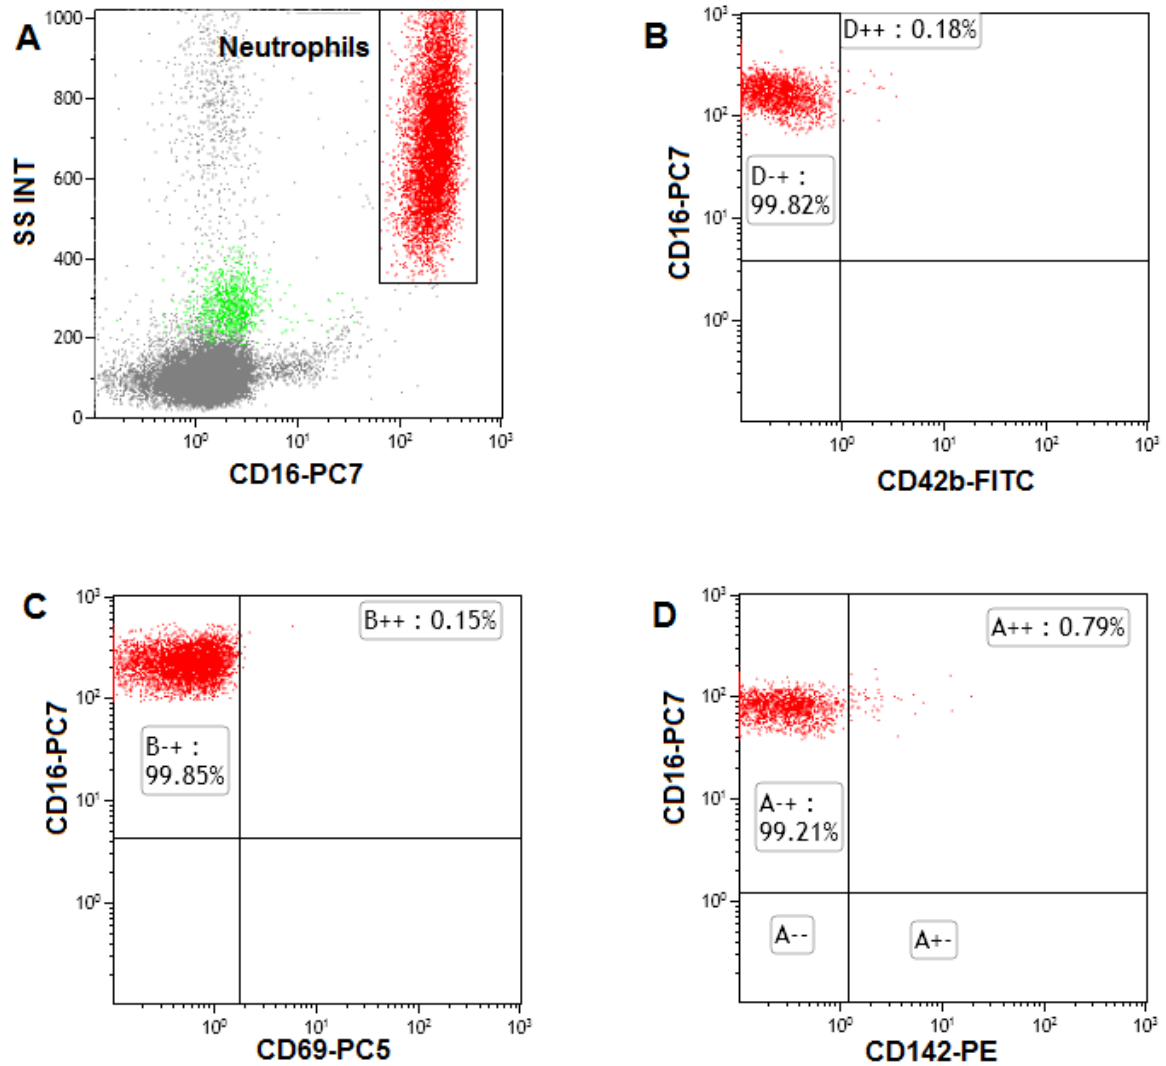 A
Neutrophils
1000
800
600
400
200
0
SS INT
10⁰
10¹
10²
10³
CD16-PC7
B
D++ : 0.18%
D-+ :
99.82%
10³
10²
10¹
10⁰
CD16-PC7
10⁰
10¹
10²
10³
CD42b-FITC
C
B++ : 0.15%
B-+ :
99.85%
10³
10²
10¹
10⁰
CD16-PC7
10⁰
10¹
10²
10³
CD69-PC5
D
A++ : 0.79%
A-+ :
99.21%
A--
A+-
10³
10²
10¹
10⁰
CD16-PC7
10⁰
10¹
10²
10³
CD142-PE